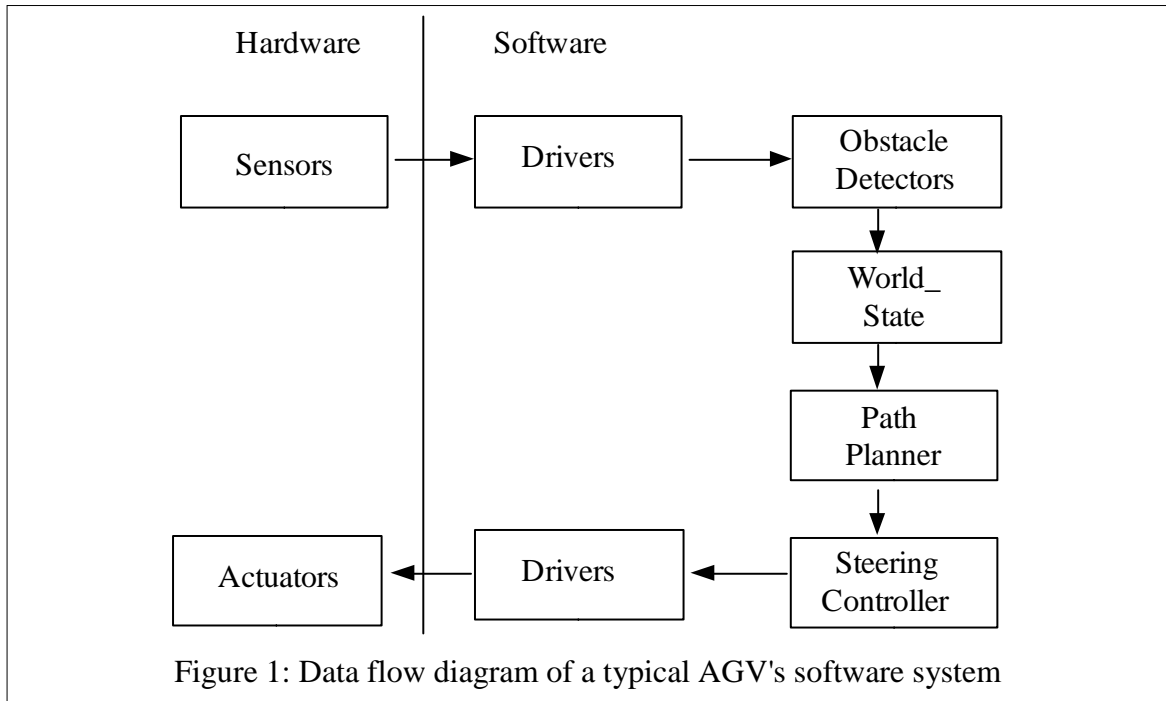 Hardware
Software
Sensors
Drivers
Obstacle
Detectors
World_
State
Path
Planner
Actuators
Drivers
Steering
Controller
Figure 1: Data flow diagram of a typical AGV's software system